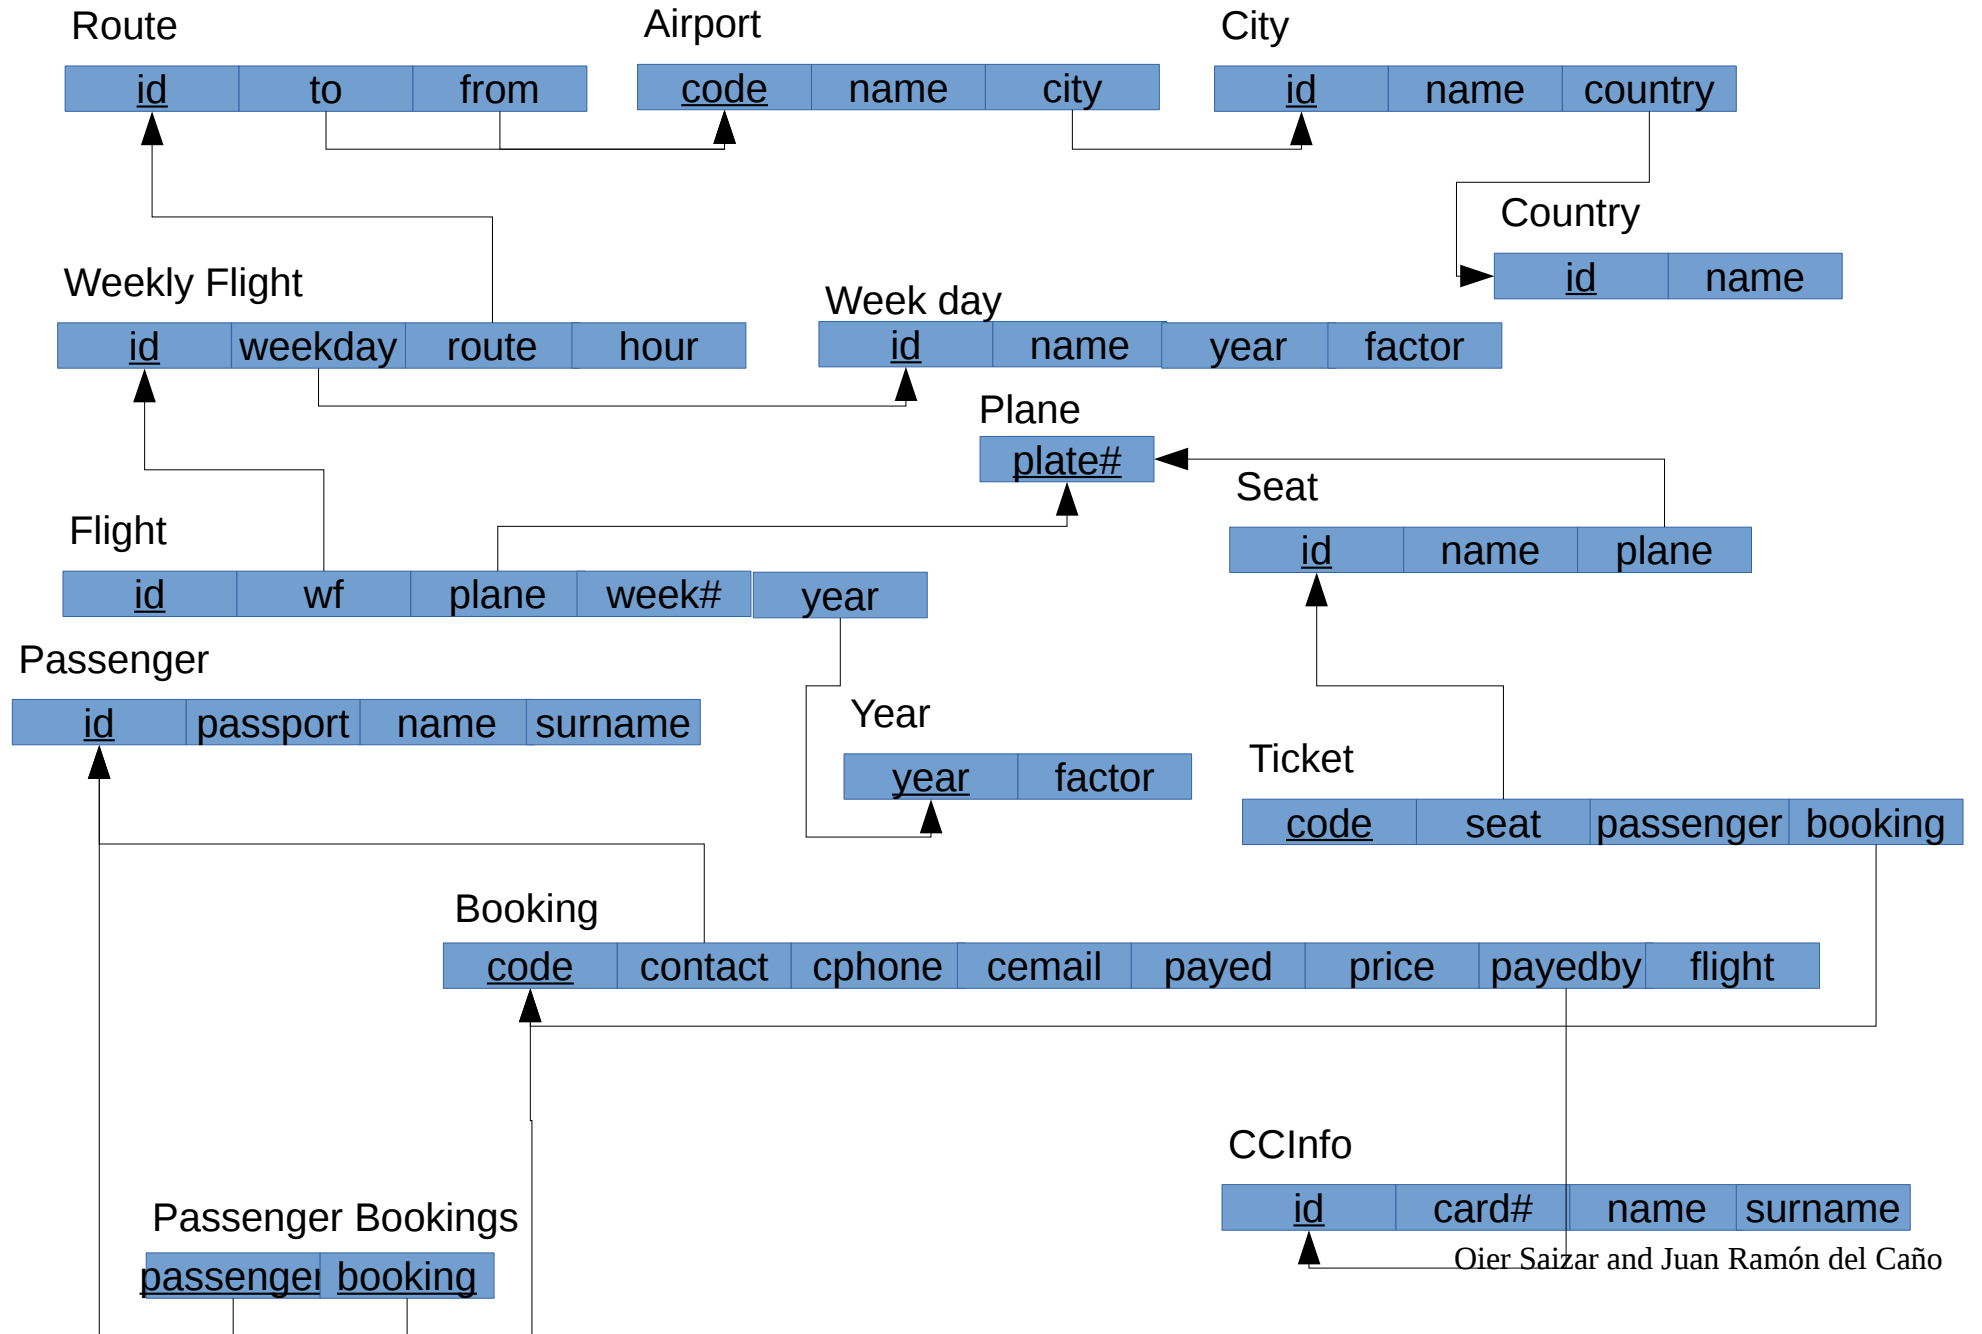 Route
id to from
Airport
code name city
City
id name country
Country
id name
Weekly Flight
id weekday route hour
Week day
id name year factor
Plane
plate#
Seat
id name plane
Flight
id wf plane week# year
Passenger
id passport name surname
Year
year factor
Ticket
code seat passenger booking
Booking
code contact cphone cemail payed price payedby flight
CCInfo
id card# name surname
Passenger Bookings
passenger booking
Oier Saizar and Juan Ramón del Caño